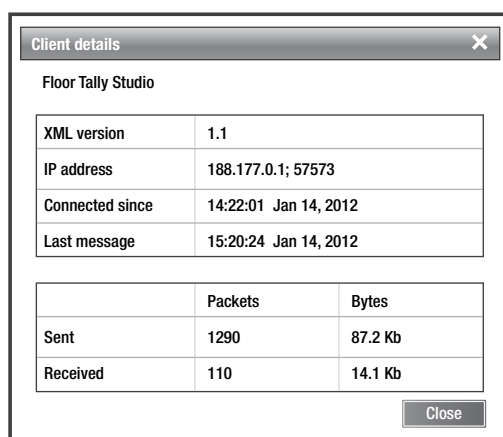 Client details
Floor Tally Studio
XML version 1.1
IP address 188.177.0.1; 57573
Connected since 14:22:01 Jan 14, 2012
Last message 15:20:24 Jan 14, 2012
Packets Bytes
Sent 1290 87.2 Kb
Received 110 14.1 Kb
Close